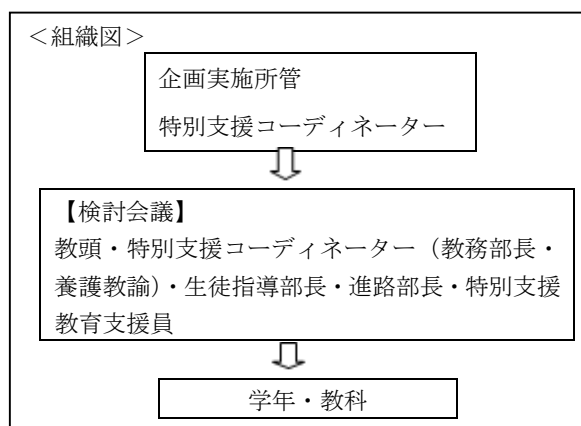 ＜組織図＞
企画実施所管
特別支援コーディネーター
【検討会議】
教頭・特別支援コーディネーター（教務部長・
養護教諭）・生徒指導部長・進路部長・特別支援
教育支援員
学年・教科